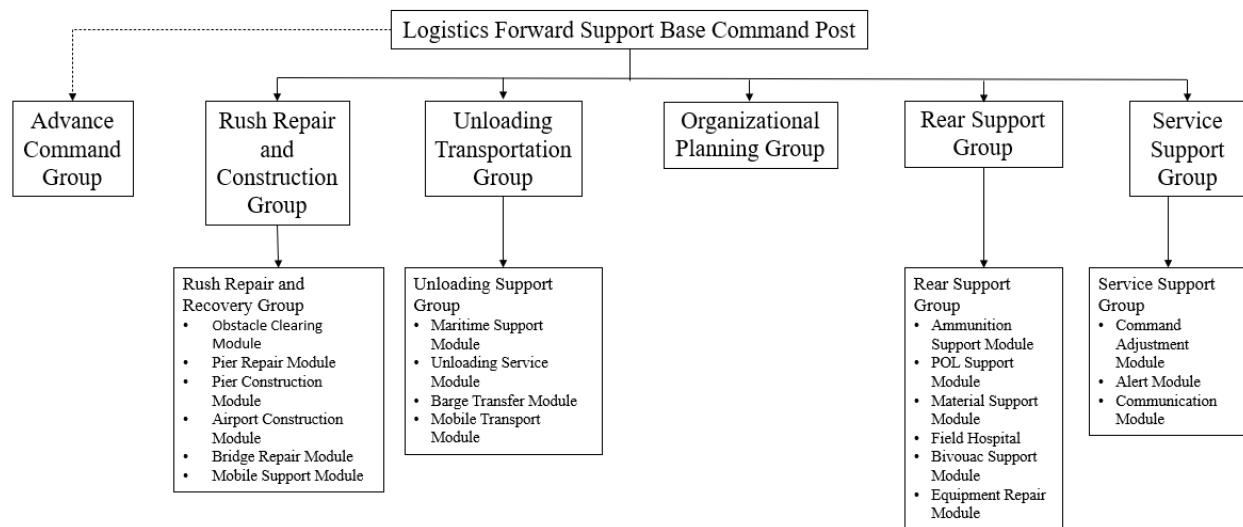 Logistics Forward Support Base Command Post
Advance
Command
Group
Rush Repair
and
Construction
Group
Unloading
Transportation
Group
Organizational
Planning Group
Rear Support
Group
Service
Support
Group
Rush Repair and
Recovery Group
• Obstacle Clearing
Module
• Pier Repair Module
• Pier Construction
Module
• Airport Construction
Module
• Bridge Repair Module
• Mobile Support Module
Unloading Support
Group
• Maritime Support
Module
• Unloading Service
Module
• Barge Transfer Module
• Mobile Transport
Module
Rear Support
Group
• Ammunition
Support Module
• POL Support
Module
• Material Support
Module
• Field Hospital
• Bivouac Support
Module
• Equipment Repair
Module
Service Support
Group
• Command
Adjustment
Module
• Alert Module
• Communication
Module